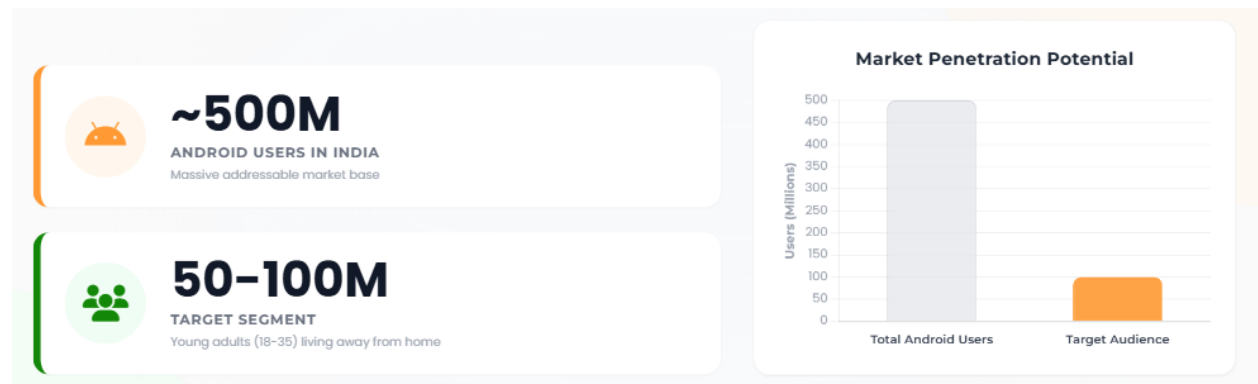 ~500M
ANDROID USERS IN INDIA
Massive addressable market base
50-100M
TARGET SEGMENT
Young adults (18-35) living away from home
Market Penetration Potential
Users (Millions)
500
450
400
350
300
250
200
150
100
50
0
Total Android Users
Target Audience